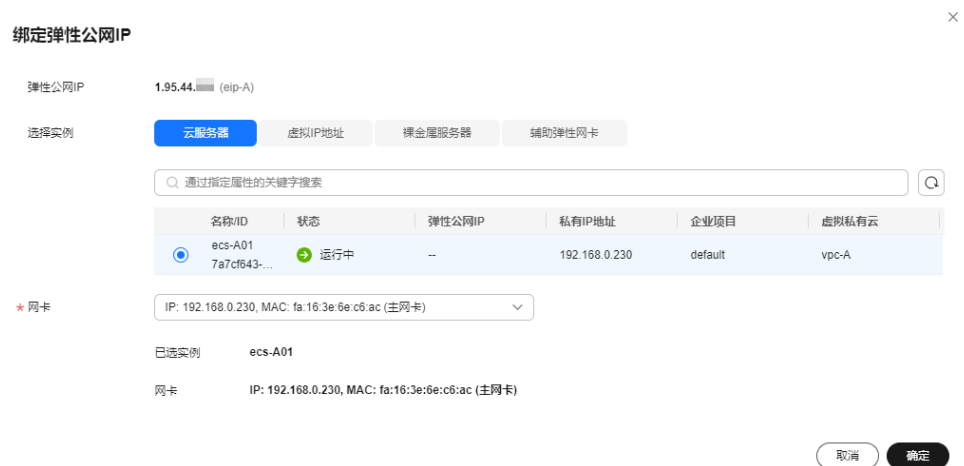 绑定弹性公网IP
弹性公网IP 1.95.44. (eip-A)
选择实例 云服务器 虚拟IP地址 裸金属服务器 辅助弹性网卡
通过指定属性的关键字搜索
名称/ID 状态 弹性公网IP 私有IP地址 企业项目 虚拟私有云
ecs-A01
7a7cf643-... 运行中 -- 192.168.0.230 default vpc-A
* 网卡 IP: 192.168.0.230, MAC: fa:16:3e:6e:c6:ac (主网卡)
已选实例 ecs-A01
网卡 IP: 192.168.0.230, MAC: fa:16:3e:6e:c6:ac (主网卡)
取消 确定